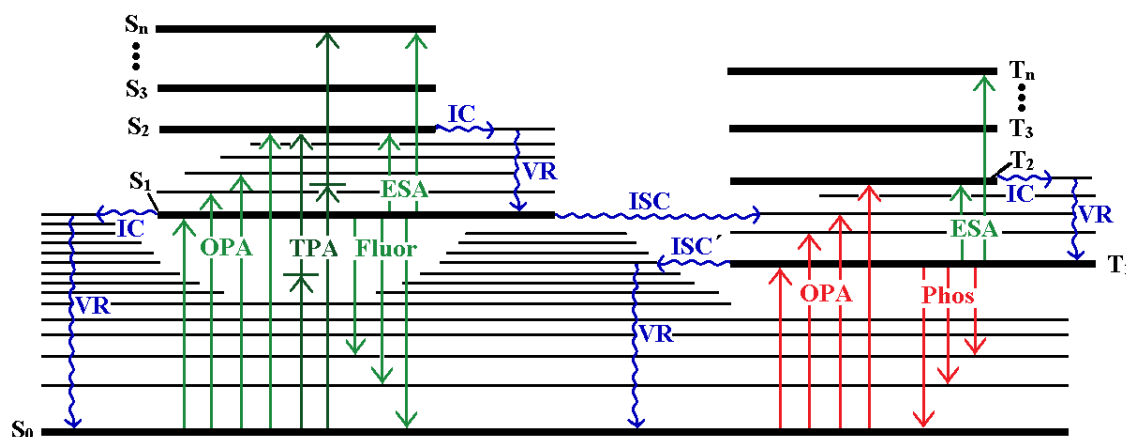 Sn
S3
S2
S1
S0
IC
VR
ESA
IC
OPA
TPA
Fluor
VR
ISC
ISC´
VR
Tn
T3
T2
IC
VR
ESA
T1
OPA
Phos